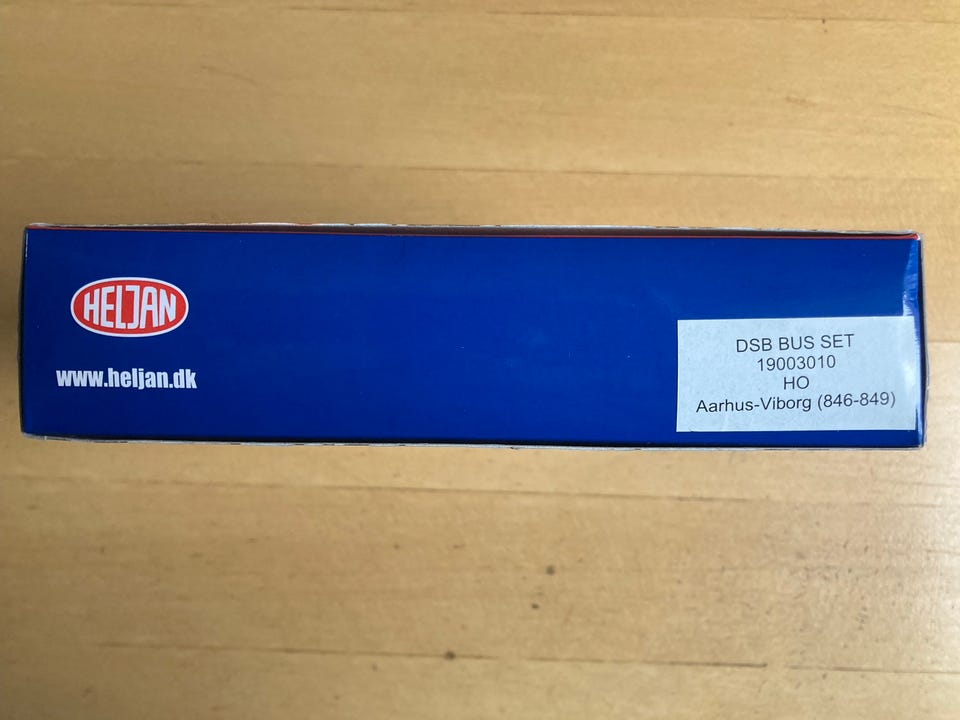 HELJAN
www.heljan.dk
DSB BUS SET
19003010
HO
Aarhus-Viborg (846-849)